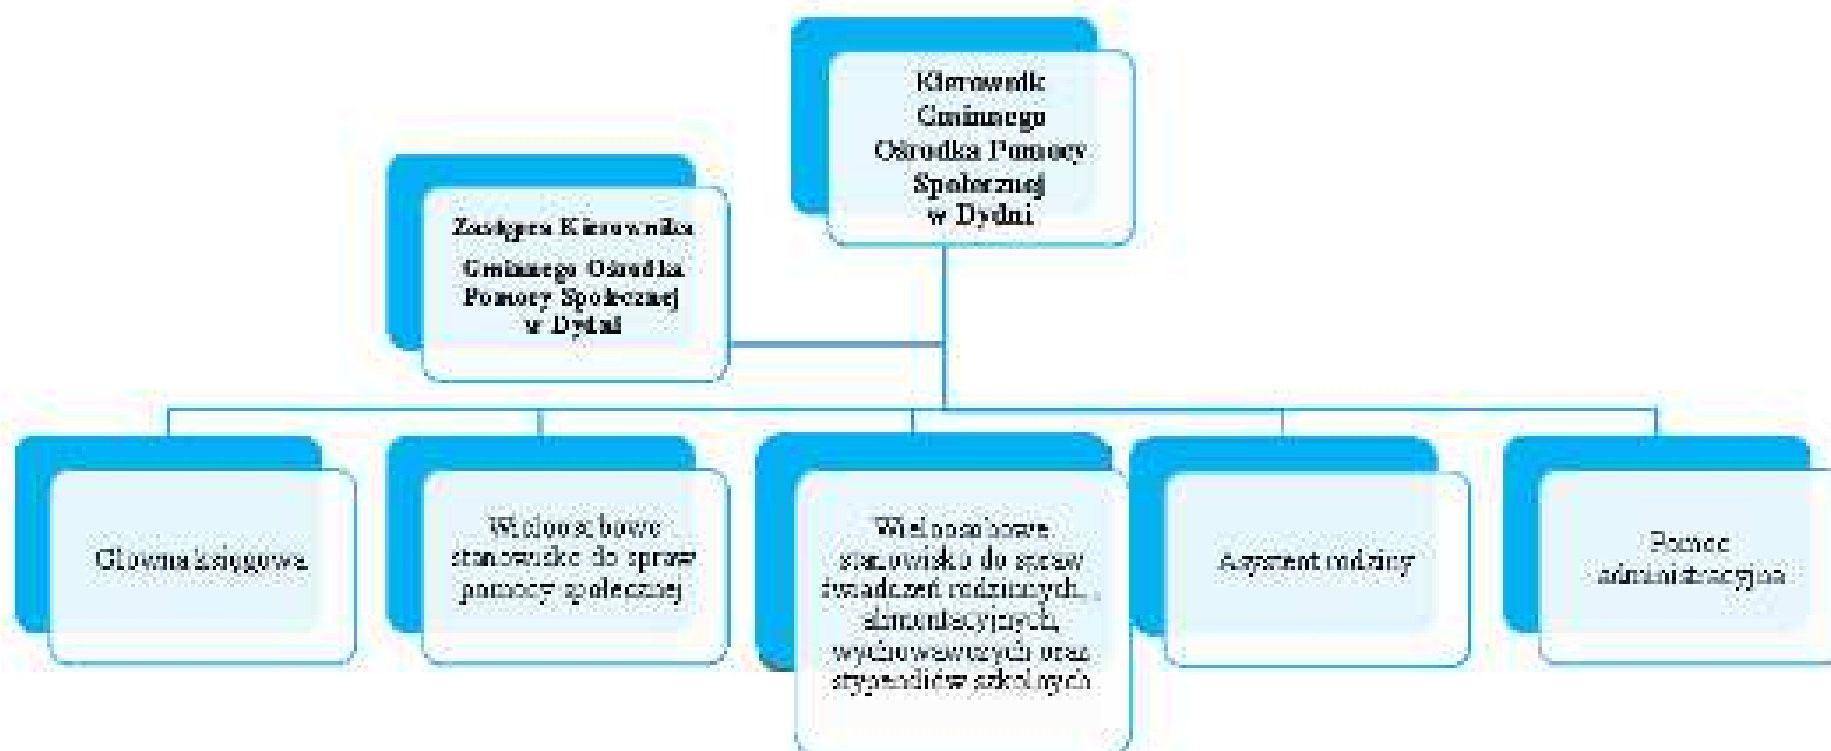 Kierownik
Gminnego
Ośrodka Pomocy
Społecznej
w Dydni
Zastępca Kierownika
Gminnego Ośrodka
Pomocy Społecznej
w Dydni
Główna księgowa
Wieloosobowe
stanowisko do spraw
pomocy społecznej
Wieloosobowe
stanowisko do spraw
świadczeń rodzinnych,
alimentacyjnych,
wychowawczych oraz
stypendiów szkolnych
Asystent rodziny
Pomoc
administracyjna